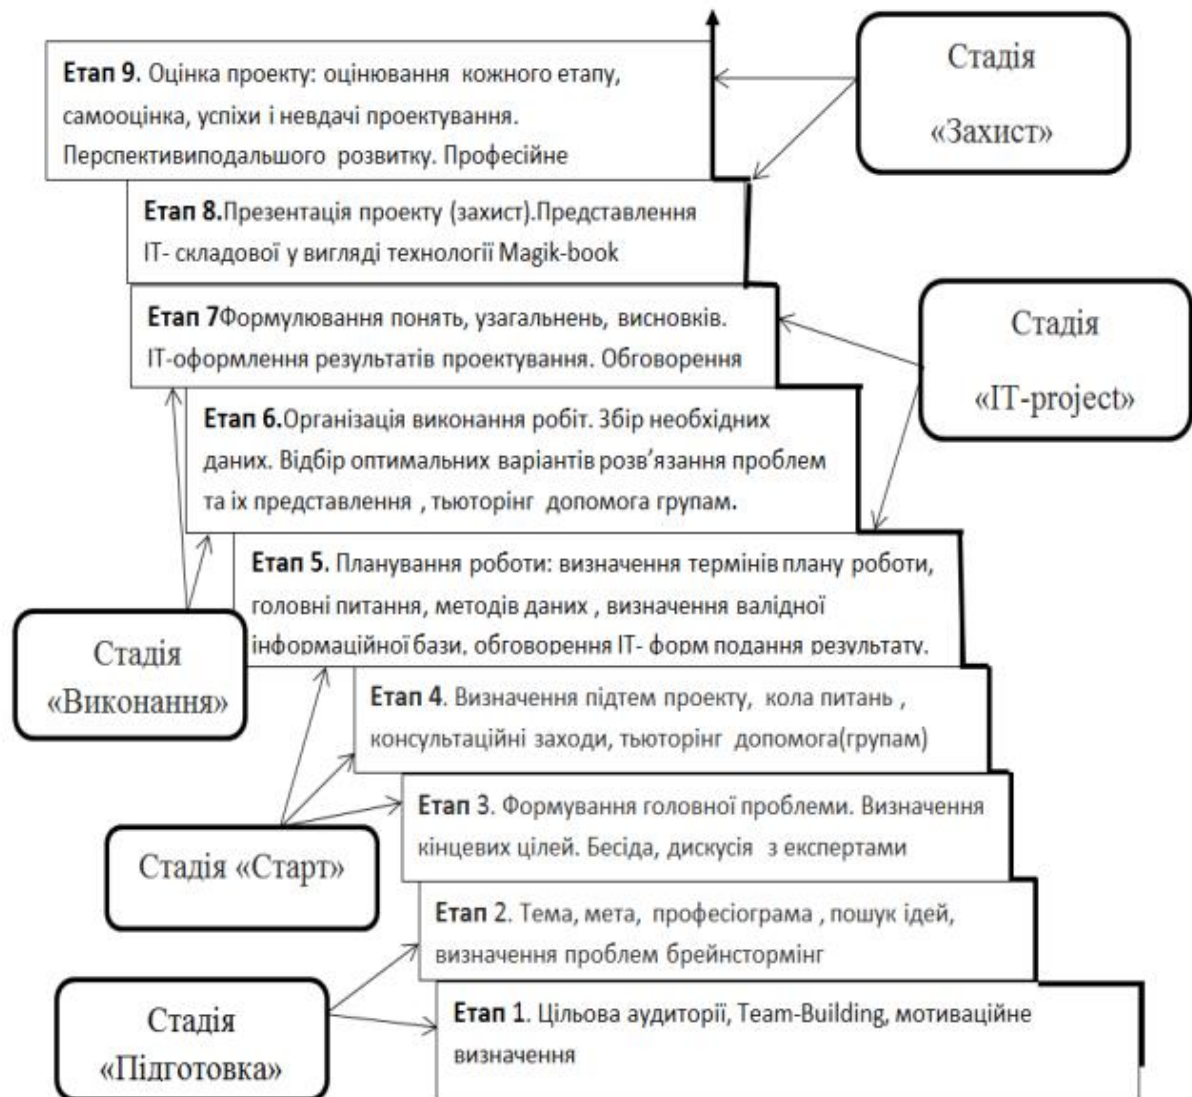 Етап 9. Оцінка проекту: оцінювання кожного етапу,
самооцінка, успіхи і невдачі проектування.
Перспективиподальшого розвитку. Професійне
Стадія
«Захист»
Етап 8.Презентація проекту (захист).Представлення
ІТ- складової у вигляді технології Magik-book
Етап 7Формулювання понять, узагальнень, висновків.
ІТ-оформлення результатів проектування. Обговорення
Стадія
«IT-project»
Етап 6.Організація виконання робіт. Збір необхідних
даних. Відбір оптимальних варіантів розв’язання проблем
та їх представлення , тьюторінг допомога групам.
Етап 5. Планування роботи: визначення термінів плану роботи,
головні питання, методів даних , визначення валідної
інформаційної бази, обговорення ІТ- форм подання результату.
Стадія
«Виконання»
Етап 4. Визначення підтем проекту, кола питань ,
консультаційні заходи, тьюторінг допомога(групам)
Етап 3. Формування головної проблеми. Визначення
кінцевих цілей. Бесіда, дискусія з експертами
Стадія «Старт»
Етап 2. Тема, мета, професіограма , пошук ідей,
визначення проблем брейнстормінг
Етап 1. Цільова аудиторії, Team-Building, мотиваційне
визначення
Стадія
«Підготовка»